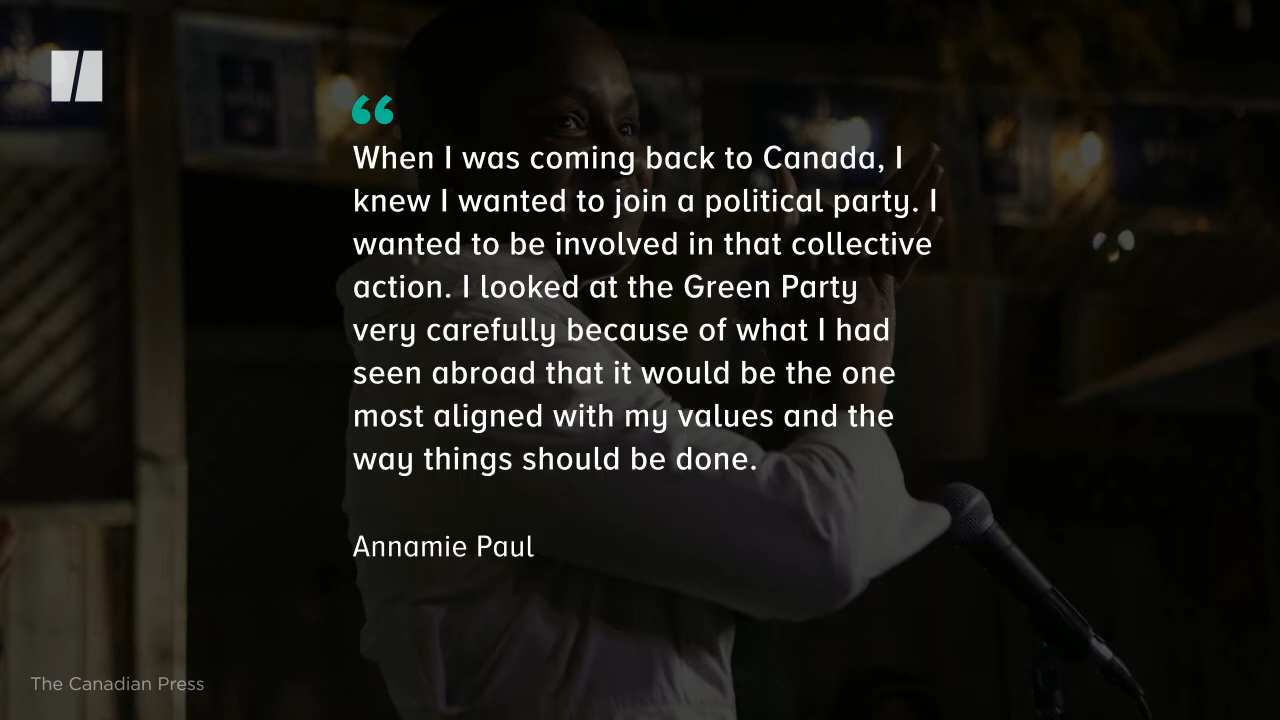 “
When I was coming back to Canada, I
knew I wanted to join a political party. I
wanted to be involved in that collective
action. I looked at the Green Party
very carefully because of what I had
seen abroad that it would be the one
most aligned with my values and the
way things should be done.
Annamie Paul
The Canadian Press